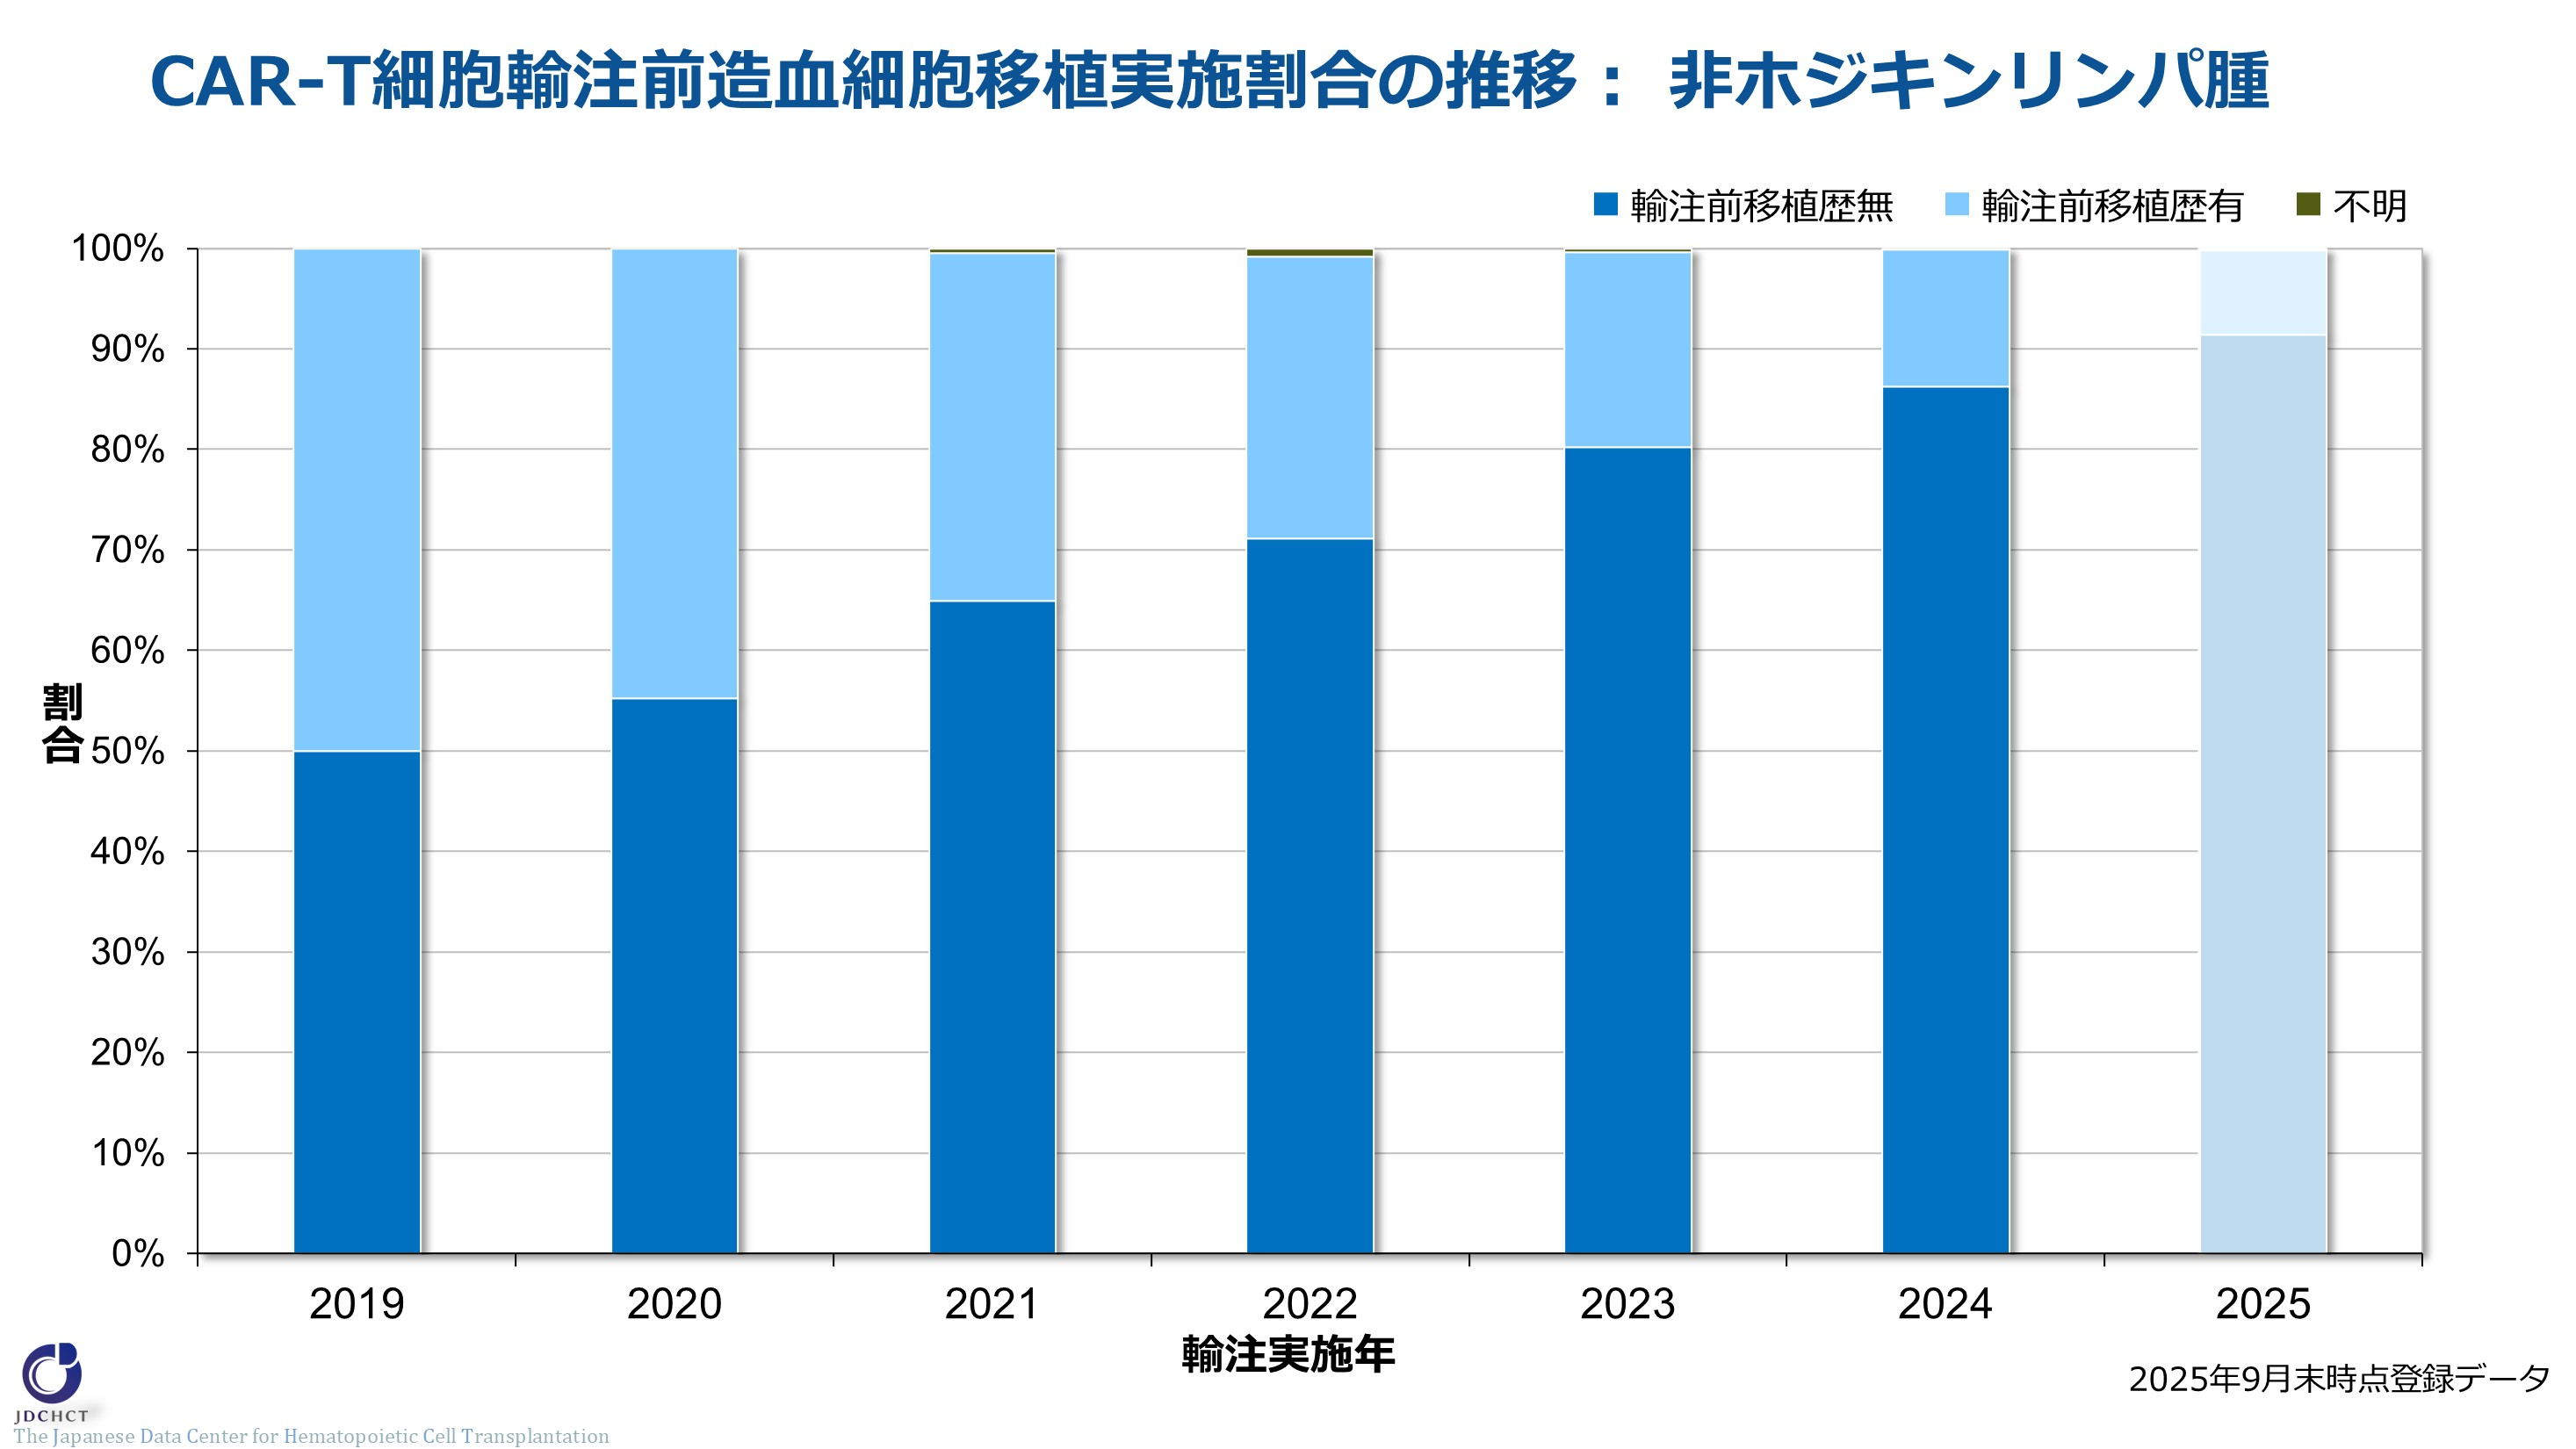 CAR-T細胞輸注前造血細胞移植実施割合の推移： 非ホジキンリンパ腫
輸注前移植歴無 輸注前移植歴有 不明
100%
90%
80%
70%
60%
50%
40%
30%
20%
10%
0%
割合
2019 2020 2021 2022 2023 2024 2025
輸注実施年
2025年9月末時点登録データ
JDCHCT
The Japanese Data Center for Hematopoietic Cell Transplantation